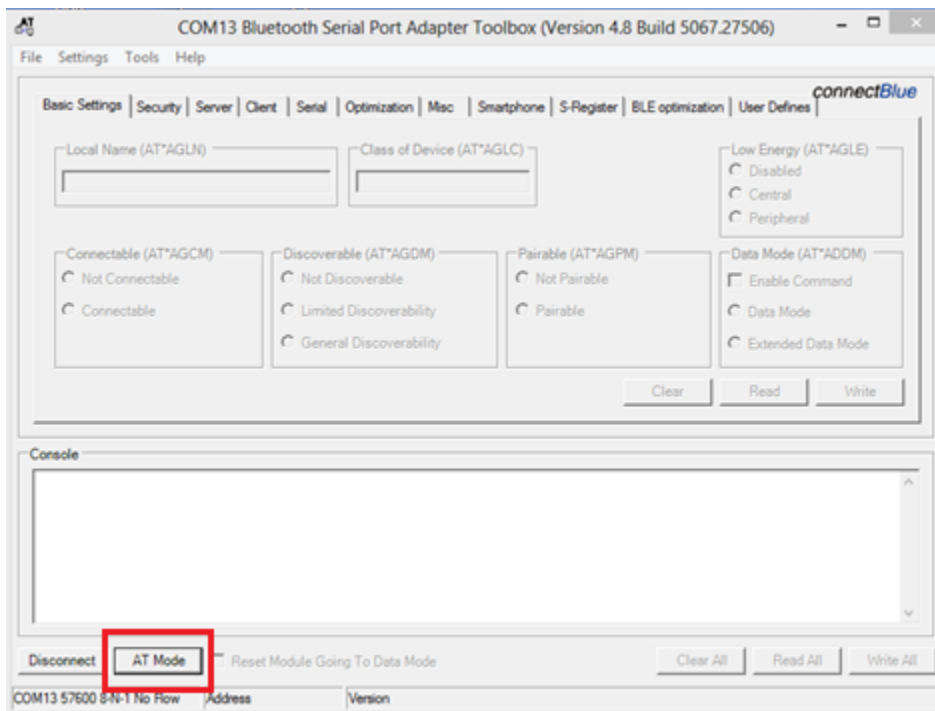 AT
COM13 Bluetooth Serial Port Adapter Toolbox (Version 4.8 Build 5067.27506)
File Settings Tools Help
connectBlue
Basic Settings Security Server Client Serial Optimization Misc Smartphone S-Register BLE optimization User Defines
Local Name (AT*AGLN) Class of Device (AT*AGLC) Low Energy (AT*AGLE)
Disabled
Central
Peripheral
Connectable (AT*AGCM) Discoverable (AT*AGDM) Pairable (AT*AGPM) Data Mode (AT*ADDM)
Not Connectable Not Discoverable Not Pairable Enable Command
Connectable Limited Discoverability Pairable Data Mode
General Discoverability Extended Data Mode
Clear Read Write
Console
Disconnect AT Mode Reset Module Going To Data Mode Clear All Read All Write All
COM13 57600 8-N-1 No Flow Address Version